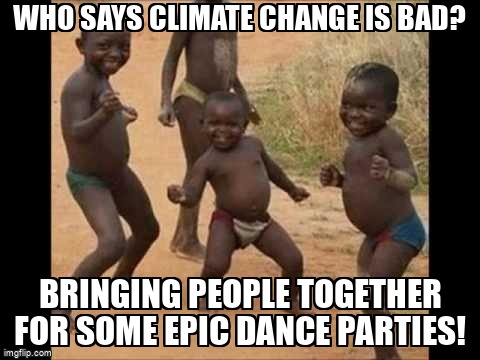 WHO SAYS CLIMATE CHANGE IS BAD?
BRINGING PEOPLE TOGETHER
FOR SOME EPIC DANCE PARTIES!
imgflip.com